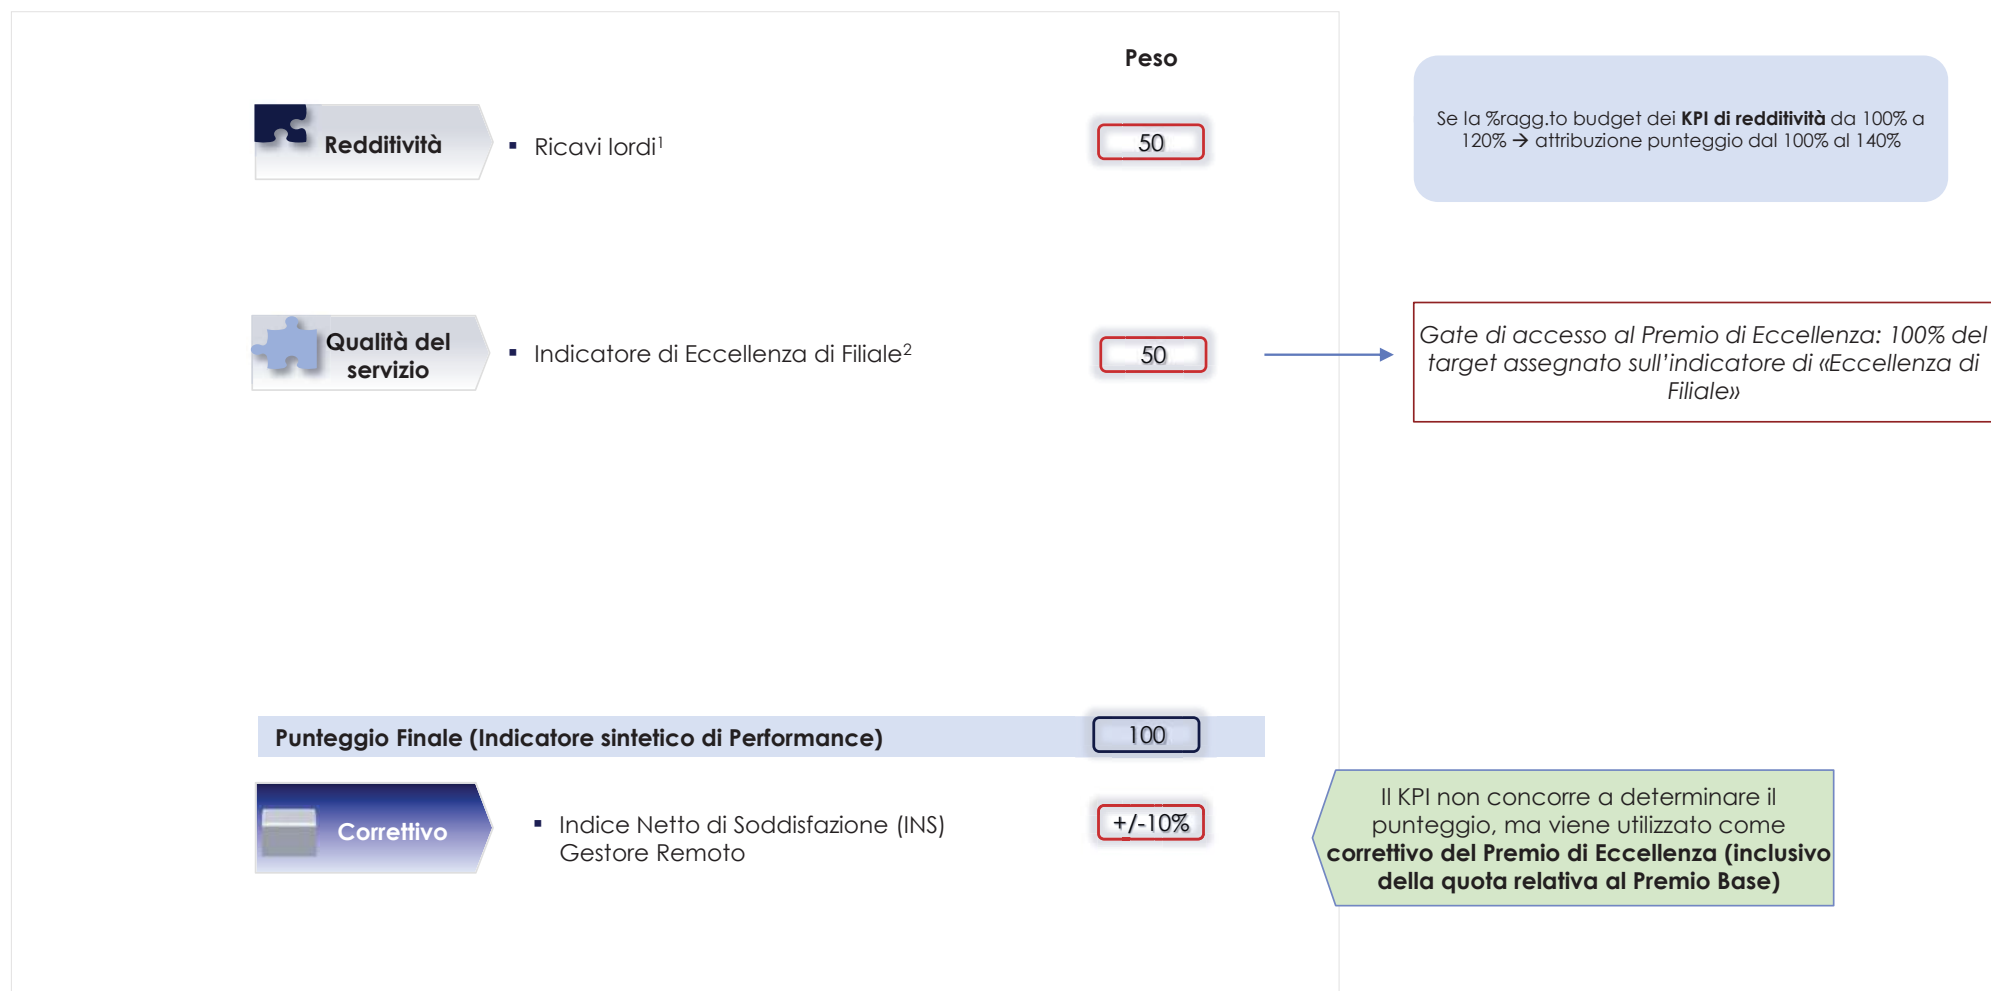 Peso
Redditività
▪ Ricavi lordi¹
50
Se la %ragg.to budget dei KPI di redditività da 100% a
120% → attribuzione punteggio dal 100% al 140%
Qualità del
servizio
▪ Indicatore di Eccellenza di Filiale²
50
Gate di accesso al Premio di Eccellenza: 100% del
target assegnato sull'indicatore di «Eccellenza di
Filiale»
Punteggio Finale (Indicatore sintetico di Performance)
100
Correttivo
▪ Indice Netto di Soddisfazione (INS)
Gestore Remoto
+/-10%
Il KPI non concorre a determinare il
punteggio, ma viene utilizzato come
correttivo del Premio di Eccellenza (inclusivo
della quota relativa al Premio Base)